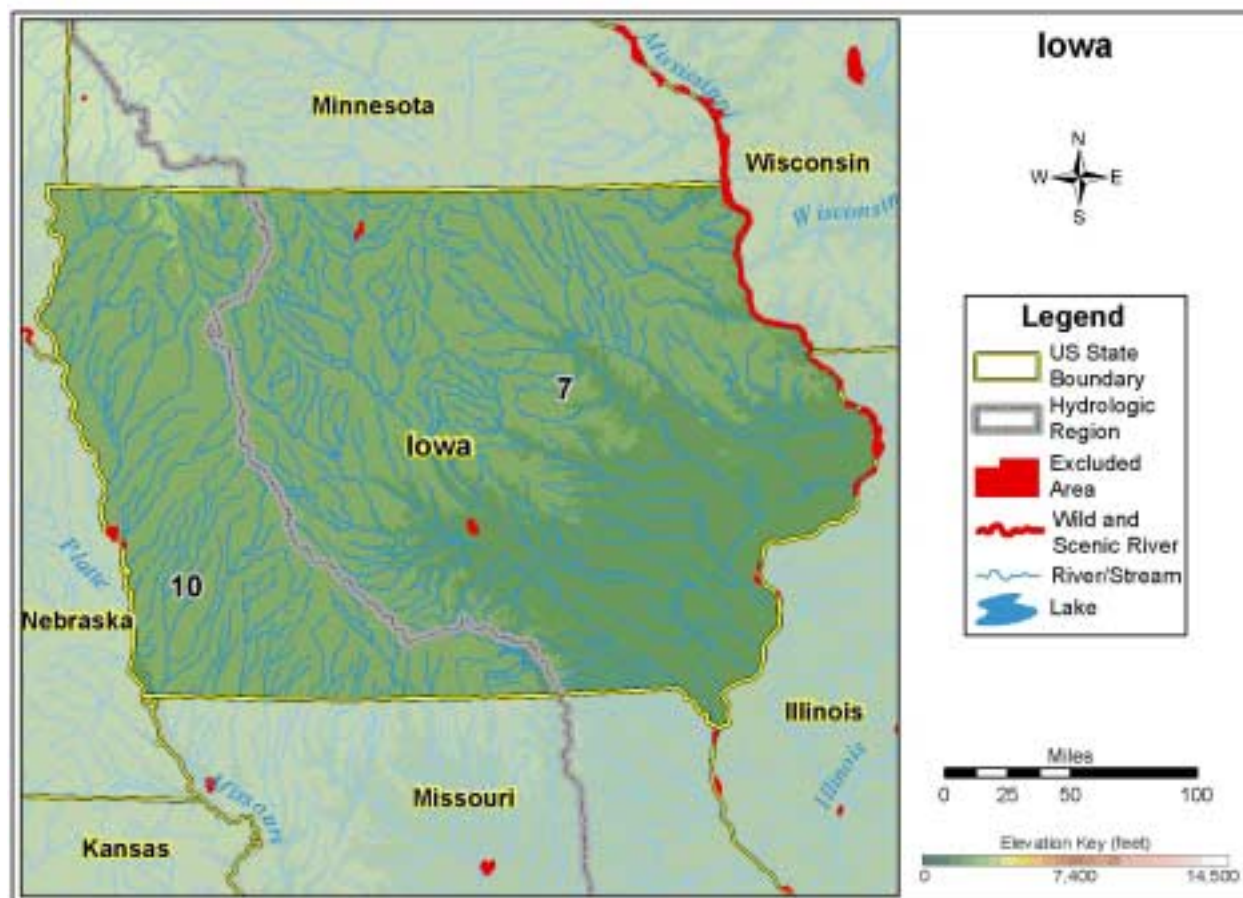 Iowa
Mississippi
Minnesota
Wisconsin
Wisconsin
N
W E
S
7
Iowa
10
Platte
Nebraska
Illinois
Illinois
Missouri
Missouri
Kansas
Legend
US State
Boundary
Hydrologic
Region
Excluded
Area
Wild and
Scenic River
River/Stream
Lake
Miles
0 25 50 100
Elevation Key (feet)
0 7,400 14,500